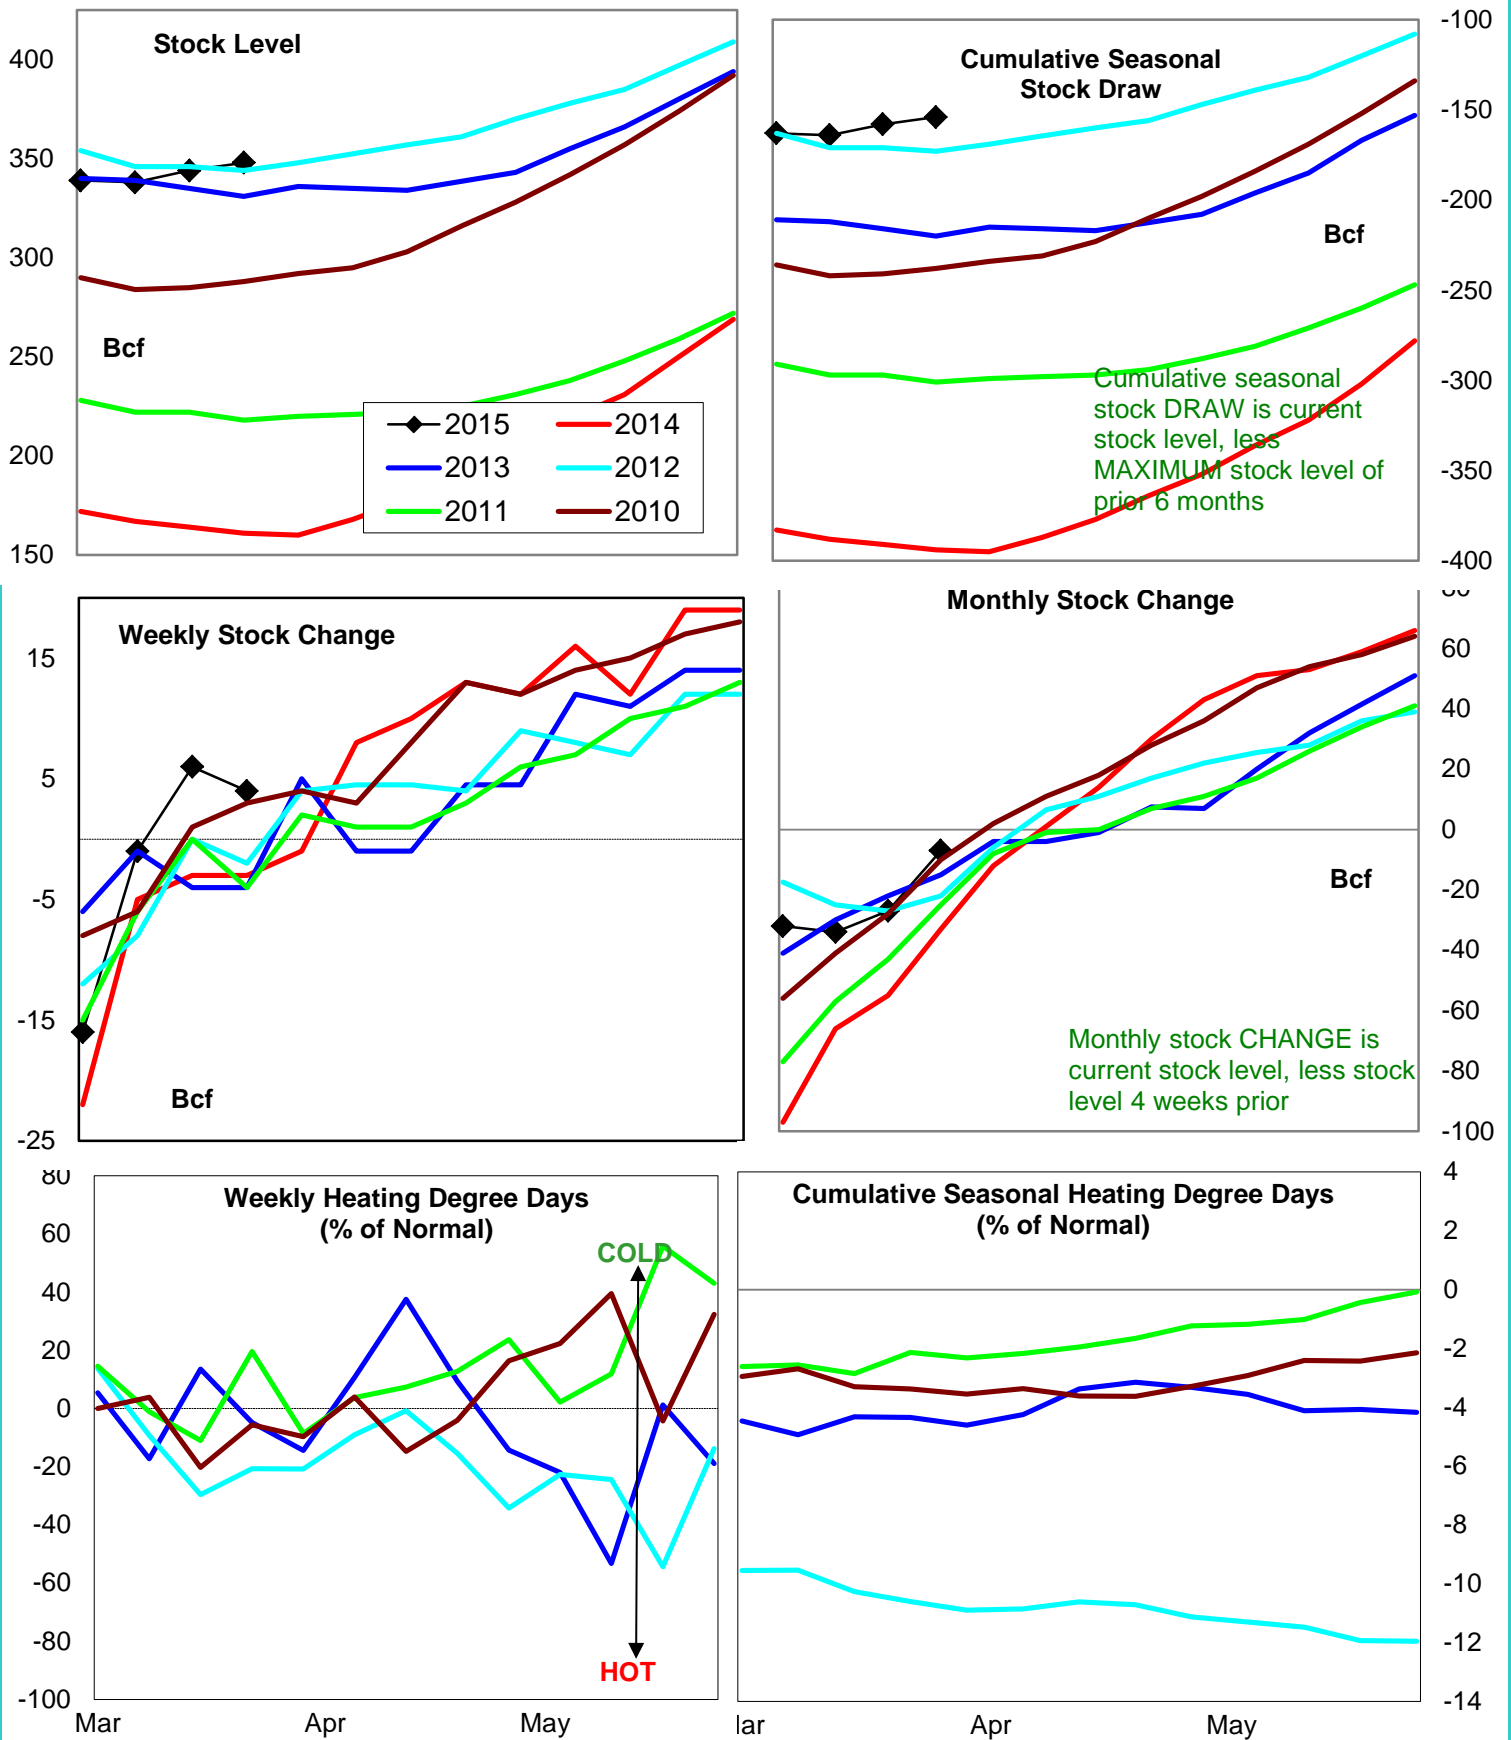 Stock Level
400
350
300
250
200
150
Bcf
2015
2014
2013
2012
2011
2010
Cumulative Seasonal
Stock Draw
-100
-150
-200
-250
-300
-350
-400
Bcf
Cumulative seasonal
stock DRAW is current
stock level, less
MAXIMUM stock level of
prior 6 months
Weekly Stock Change
15
5
-5
-15
-25
Bcf
Monthly Stock Change
80
60
40
20
0
-20
-40
-60
-80
-100
Bcf
Monthly stock CHANGE is
current stock level, less stock
level 4 weeks prior
Weekly Heating Degree Days
(% of Normal)
80
60
40
20
0
-20
-40
-60
-80
-100
COLD
HOT
Mar
Apr
May
Cumulative Seasonal Heating Degree Days
(% of Normal)
4
2
0
-2
-4
-6
-8
-10
-12
-14
Mar
Apr
May